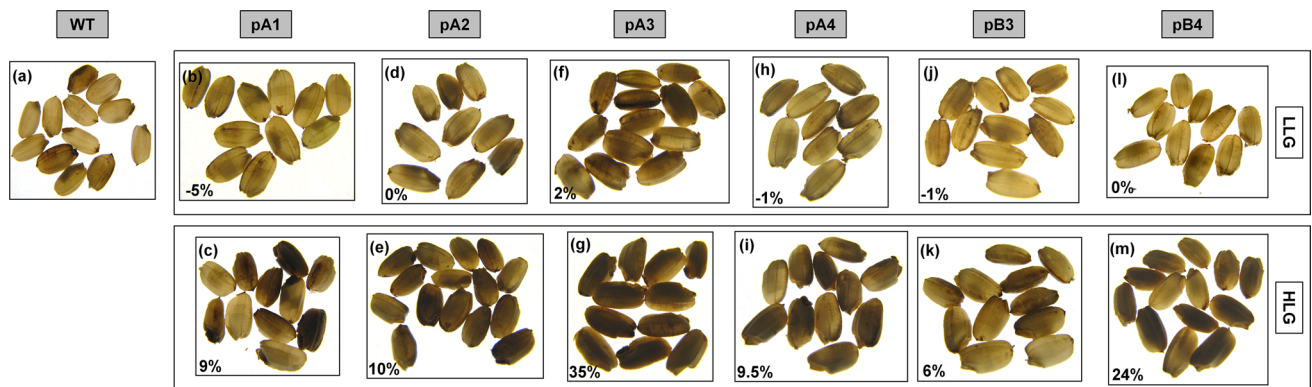 WT pA1 pA2 pA3 pA4 pB3 pB4
(a) (b) (d) (f) (h) (j) (l)
LLG
-5% 0% 2% -1% -1% 0%
(c) (e) (g) (i) (k) (m)
HLG
9% 10% 35% 9.5% 6% 24%